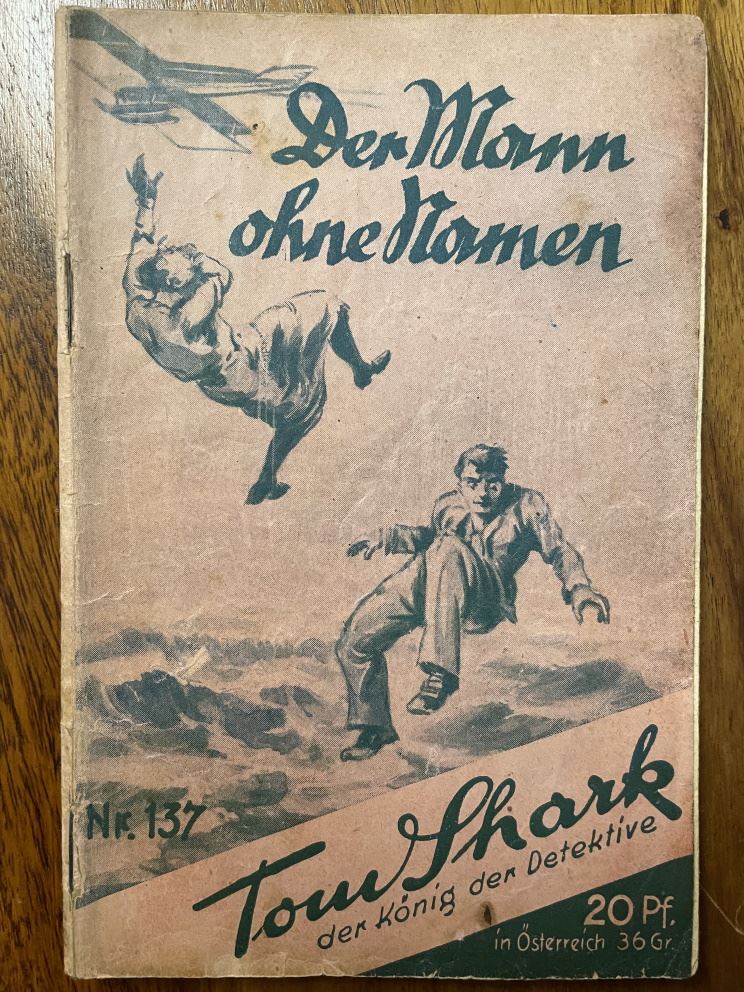 Der Mann
ohne Namen
Nr. 137
Tom Shark
der König der Detektive
20 Pf.
in Österreich 36 Gr.